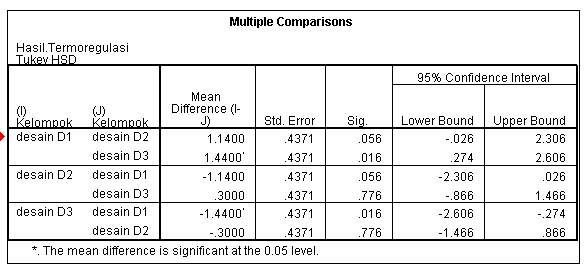 Multiple Comparisons
Hasil.Termoregulasi
Tukey HSD
95% Confidence Interval
(I) Kelompok (J) Kelompok Mean Difference (I-J) Std. Error Sig. Lower Bound Upper Bound
desain D1 desain D2 1.1400 .4371 .056 -.026 2.306
desain D3 1.4400* .4371 .016 .274 2.606
desain D2 desain D1 -1.1400 .4371 .056 -2.306 .026
desain D3 .3000 .4371 .776 -.866 1.466
desain D3 desain D1 -1.4400* .4371 .016 -2.606 -.274
desain D2 -.3000 .4371 .776 -1.466 .866
*. The mean difference is significant at the 0.05 level.